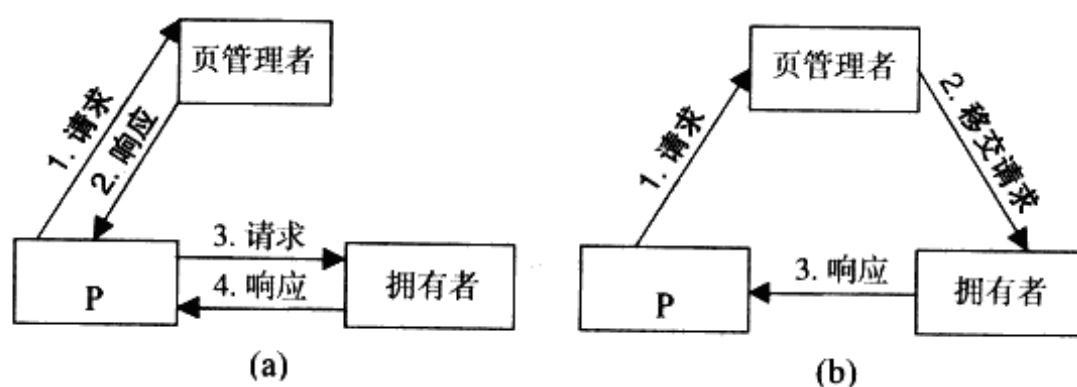 页管理者
1. 请求
2. 响应
P
3. 请求
4. 响应
拥有者
(a)
页管理者
1. 请求
2. 移交请求
P
3. 响应
拥有者
(b)